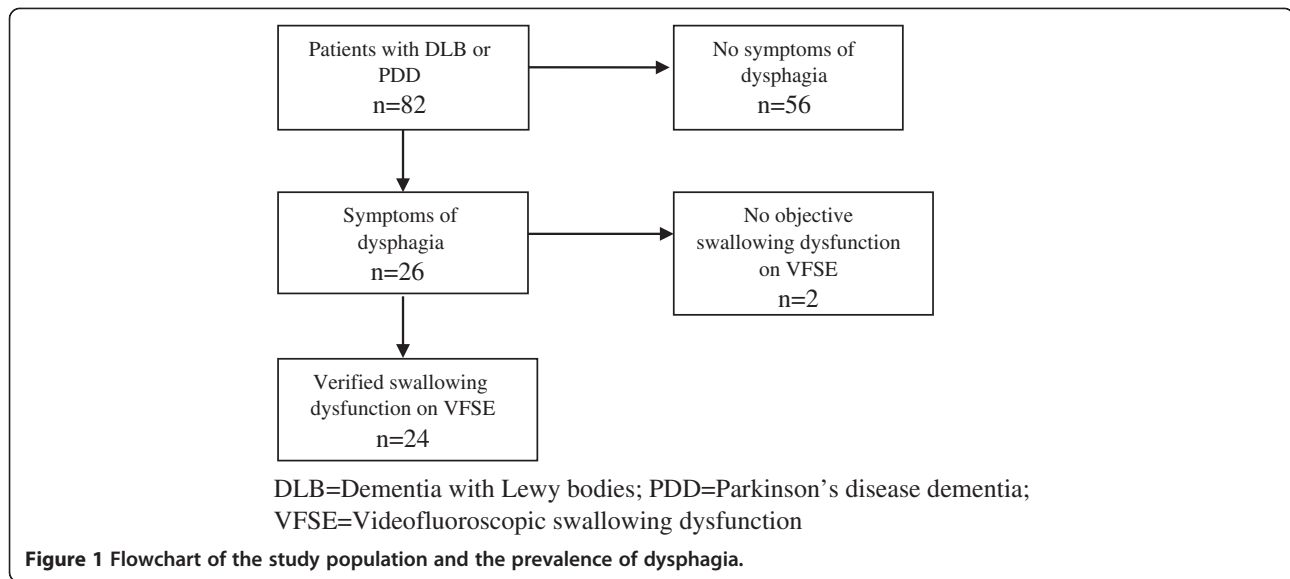 Patients with DLB or
PDD
n=82
No symptoms of
dysphagia
n=56
Symptoms of
dysphagia
n=26
No objective
swallowing dysfunction
on VFSE
n=2
Verified swallowing
dysfunction on VFSE
n=24
DLB=Dementia with Lewy bodies; PDD=Parkinson's disease dementia;
VFSE=Videofluoroscopic swallowing dysfunction
Figure 1 Flowchart of the study population and the prevalence of dysphagia.